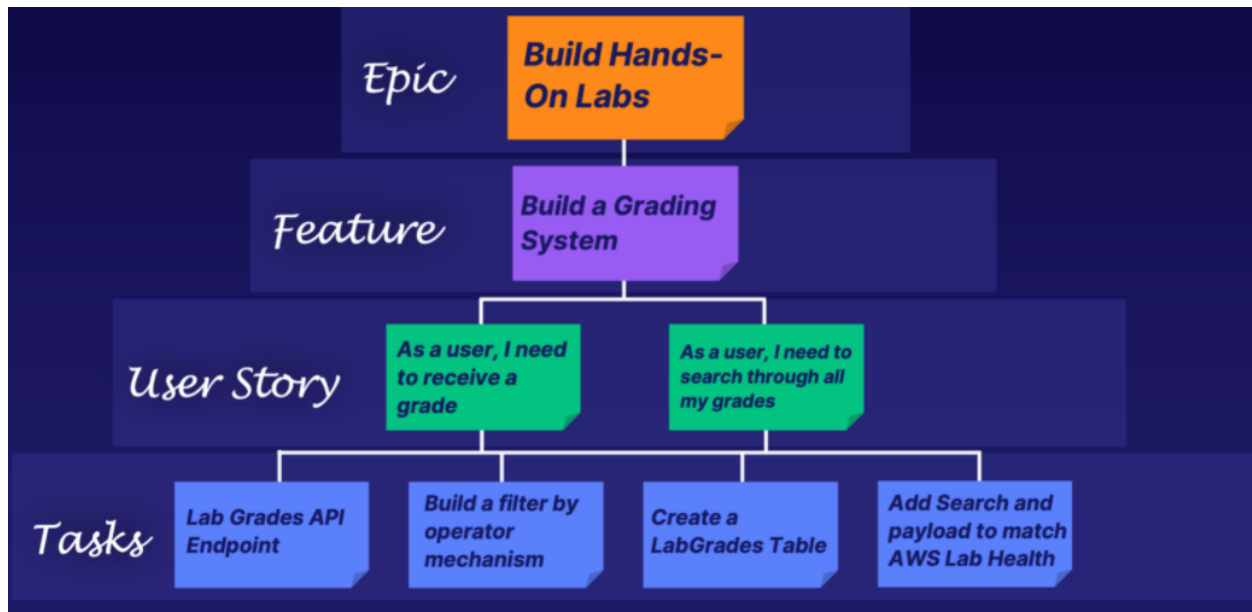 Epic
Build Hands-
On Labs
Feature
Build a Grading
System
User Story
As a user, I need
to receive a
grade
As a user, I need to
search through all
my grades
Tasks
Lab Grades API
Endpoint
Build a filter by
operator
mechanism
Create a
LabGrades Table
Add Search and
payload to match
AWS Lab Health